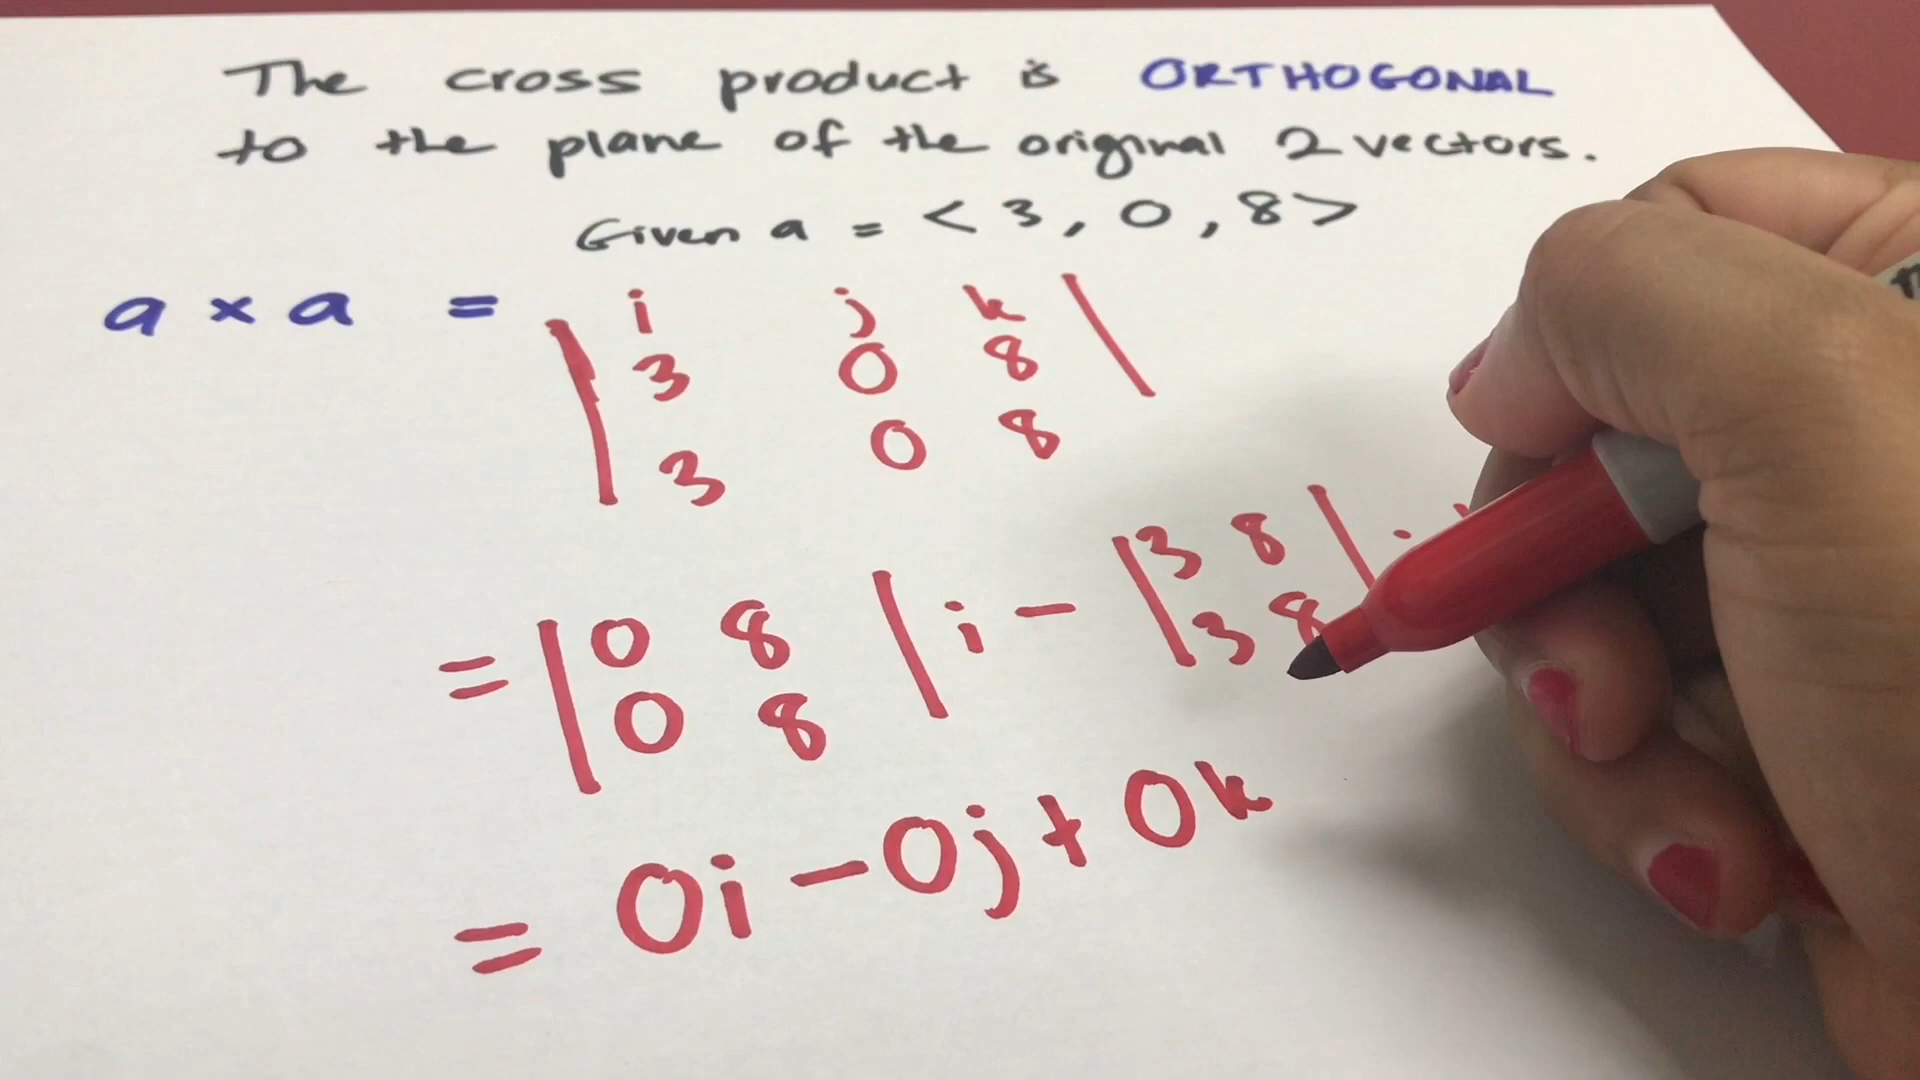 The cross product is ORTHOGONAL
to the plane of the original 2 vectors.
Given a = < 3, 0, 8 >
a × a = | i j k |
3 0 8
3 0 8
= | 0 8 | i - | 3 8 |
0 8 3 8
= 0i - 0j + 0k